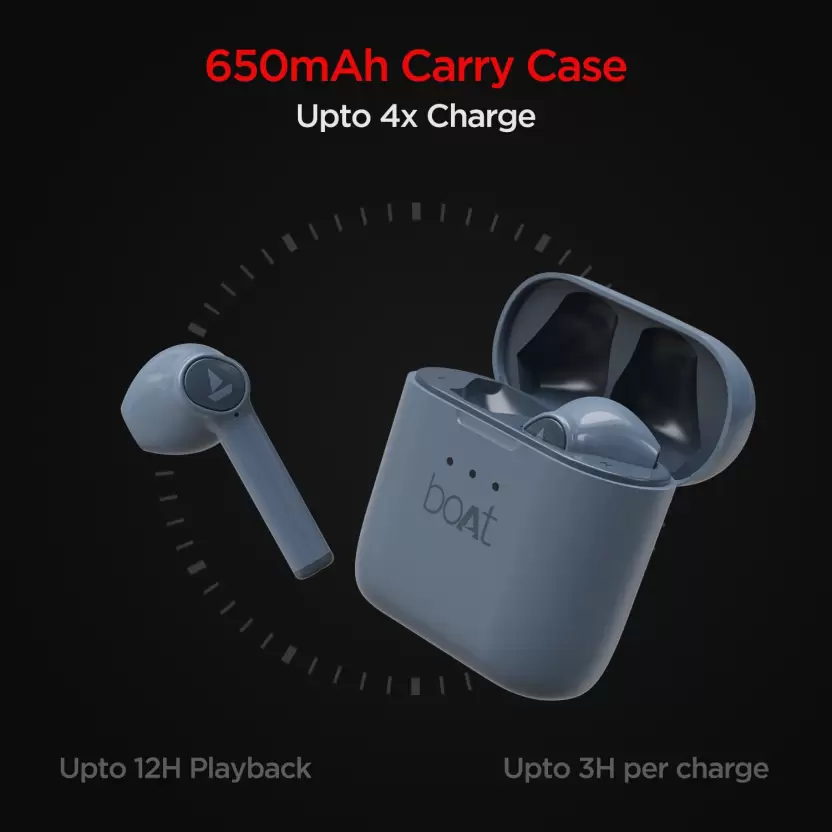 650mAh Carry Case
Upto 4x Charge
boAt
Upto 12H Playback
Upto 3H per charge